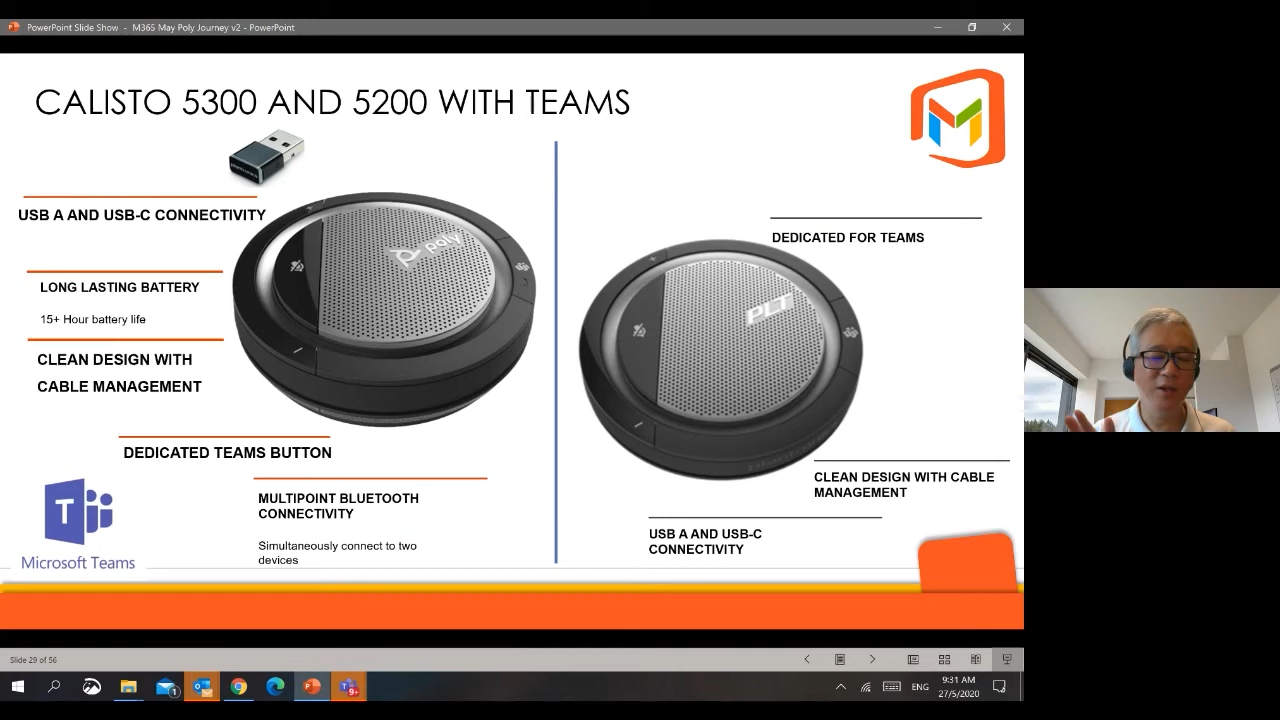 PowerPoint Slide Show - M365 May Poly Journey v2 - PowerPoint
CALISTO 5300 AND 5200 WITH TEAMS
USB A AND USB-C CONNECTIVITY
LONG LASTING BATTERY
15+ Hour battery life
CLEAN DESIGN WITH
CABLE MANAGEMENT
DEDICATED TEAMS BUTTON
MULTIPOINT BLUETOOTH
CONNECTIVITY
Simultaneously connect to two
devices
T
Microsoft Teams
poly
DEDICATED FOR TEAMS
PLT
CLEAN DESIGN WITH CABLE
MANAGEMENT
USB A AND USB-C
CONNECTIVITY
Slide 29 of 56
1
9+
ENG
9:31 AM
27/5/2020